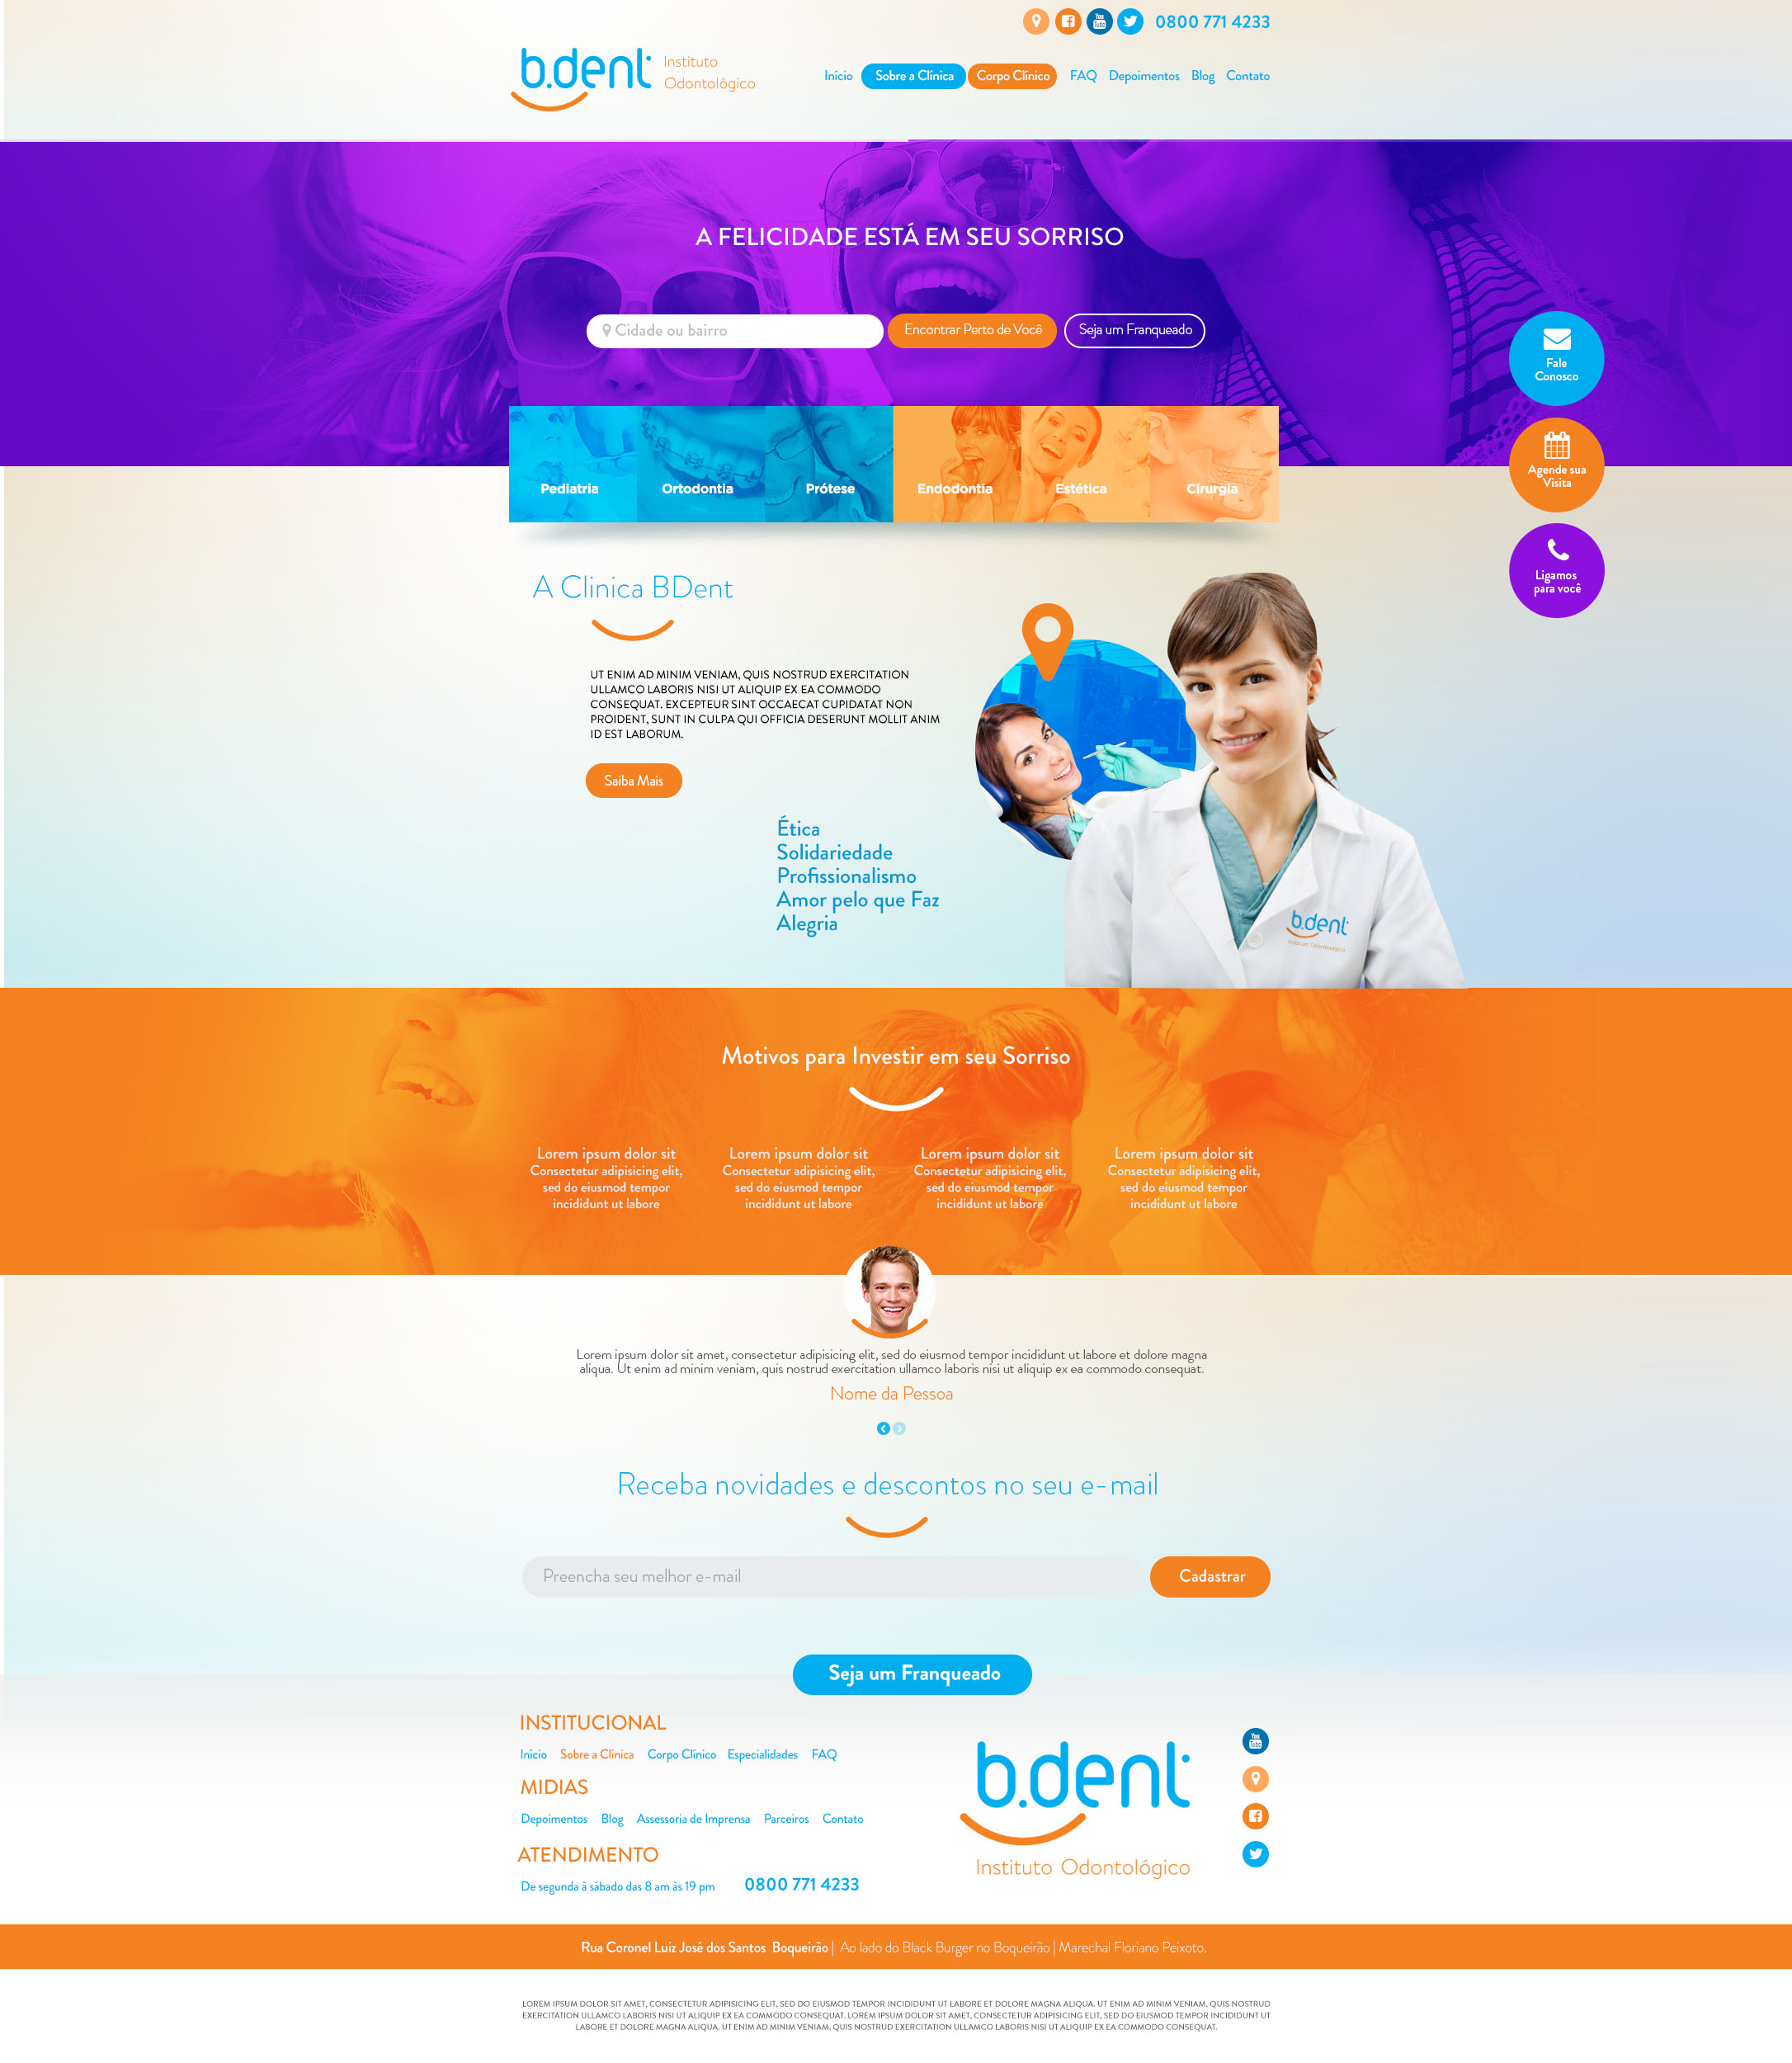 0800 771 4233
b.dent Instituto
Odontológico
Início Sobre a Clínica Corpo Clínico FAQ Depoimentos Blog Contato
A FELICIDADE ESTÁ EM SEU SORRISO
Cidade ou bairro Encontrar Perto de Você Seja um Franqueado
Fale
Conosco
Agende sua
Visita
Ligamos
para você
Pediatria Ortodontia Prótese Endodontia Estética Cirurgia
A Clinica BDent
UT ENIM AD MINIM VENIAM, QUIS NOSTRUD EXERCITATION
ULLAMCO LABORIS NISI UT ALIQUIP EX EA COMMODO
CONSEQUAT. EXCEPTEUR SINT OCCAECAT CUPIDATAT NON
PROIDENT, SUNT IN CULPA QUI OFFICIA DESERUNT MOLLIT ANIM
ID EST LABORUM.
Saiba Mais
Ética
Solidariedade
Profissionalismo
Amor pelo que Faz
Alegria
b.dent
Instituto Odontológico
Motivos para Investir em seu Sorriso
Lorem ipsum dolor sit
Consectetur adipisicing elit,
sed do eiusmod tempor
incididunt ut labore
Lorem ipsum dolor sit
Consectetur adipisicing elit,
sed do eiusmod tempor
incididunt ut labore
Lorem ipsum dolor sit
Consectetur adipisicing elit,
sed do eiusmod tempor
incididunt ut labore
Lorem ipsum dolor sit
Consectetur adipisicing elit,
sed do eiusmod tempor
incididunt ut labore
Lorem ipsum dolor sit amet, consectetur adipisicing elit, sed do eiusmod tempor incididunt ut labore et dolore magna
aliqua. Ut enim ad minim veniam, quis nostrud exercitation ullamco laboris nisi ut aliquip ex ea commodo consequat.
Nome da Pessoa
Receba novidades e descontos no seu e-mail
Preencha seu melhor e-mail Cadastrar
Seja um Franqueado
INSTITUCIONAL
Início Sobre a Clínica Corpo Clínico Especialidades FAQ
MIDIAS
Depoimentos Blog Assessoria de Imprensa Parceiros Contato
ATENDIMENTO
De segunda à sábado das 8 am às 19 pm 0800 771 4233
b.dent
Instituto Odontológico
You
Tube
Rua Coronel Luiz José dos Santos Boqueirão | Ao lado do Black Burger no Boqueirão | Marechal Floriano Peixoto.
LOREM IPSUM DOLOR SIT AMET, CONSECTETUR ADIPISICING ELIT, SED DO EIUSMOD TEMPOR INCIDIDUNT UT LABORE ET DOLORE MAGNA ALIQUA. UT ENIM AD MINIM VENIAM, QUIS NOSTRUD
EXERCITATION ULLAMCO LABORIS NISI UT ALIQUIP EX EA COMMODO CONSEQUAT. LOREM IPSUM DOLOR SIT AMET, CONSECTETUR ADIPISICING ELIT, SED DO EIUSMOD TEMPOR INCIDIDUNT UT
LABORE ET DOLORE MAGNA ALIQUA. UT ENIM AD MINIM VENIAM, QUIS NOSTRUD EXERCITATION ULLAMCO LABORIS NISI UT ALIQUIP EX EA COMMODO CONSEQUAT.